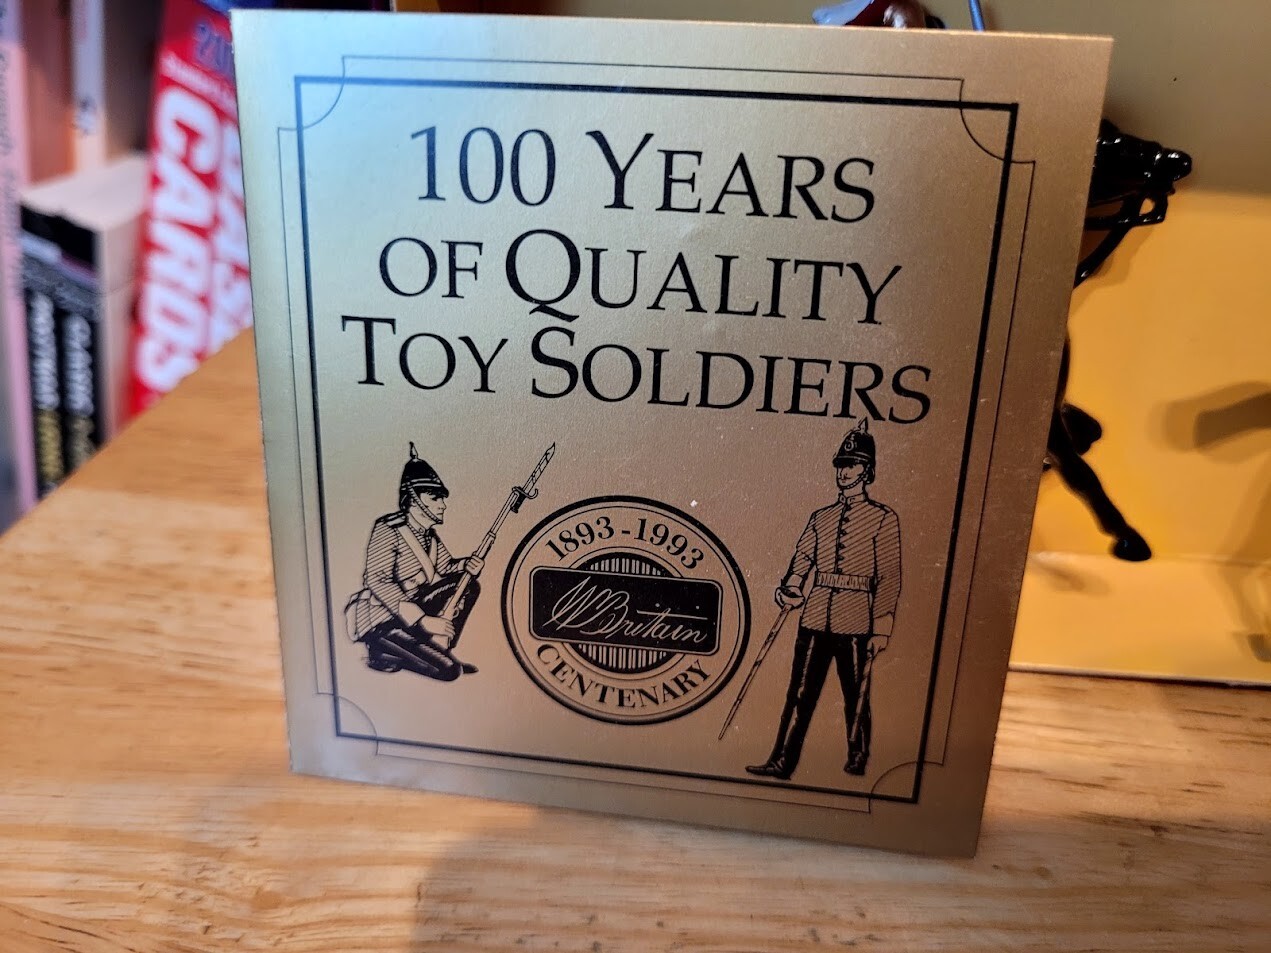 100 YEARS
OF QUALITY
TOY SOLDIERS
1893-1993
W Britain
CENTENARY
CARDS